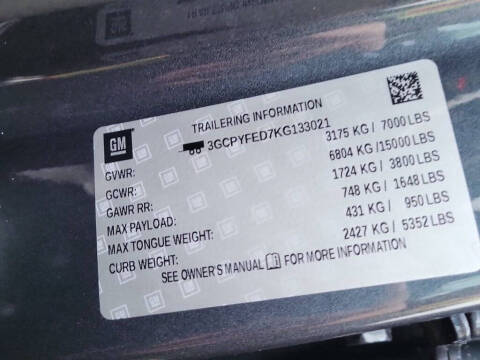 GM
TRAILERING INFORMATION
3GCPYFED7KG133021
GVWR: 3175 KG / 7000 LBS
GCWR: 6804 KG /15000 LBS
GAWR RR: 1724 KG / 3800 LBS
MAX PAYLOAD: 748 KG / 1648 LBS
MAX TONGUE WEIGHT: 431 KG / 950 LBS
CURB WEIGHT: 2427 KG / 5352 LBS
SEE OWNER'S MANUAL FOR MORE INFORMATION